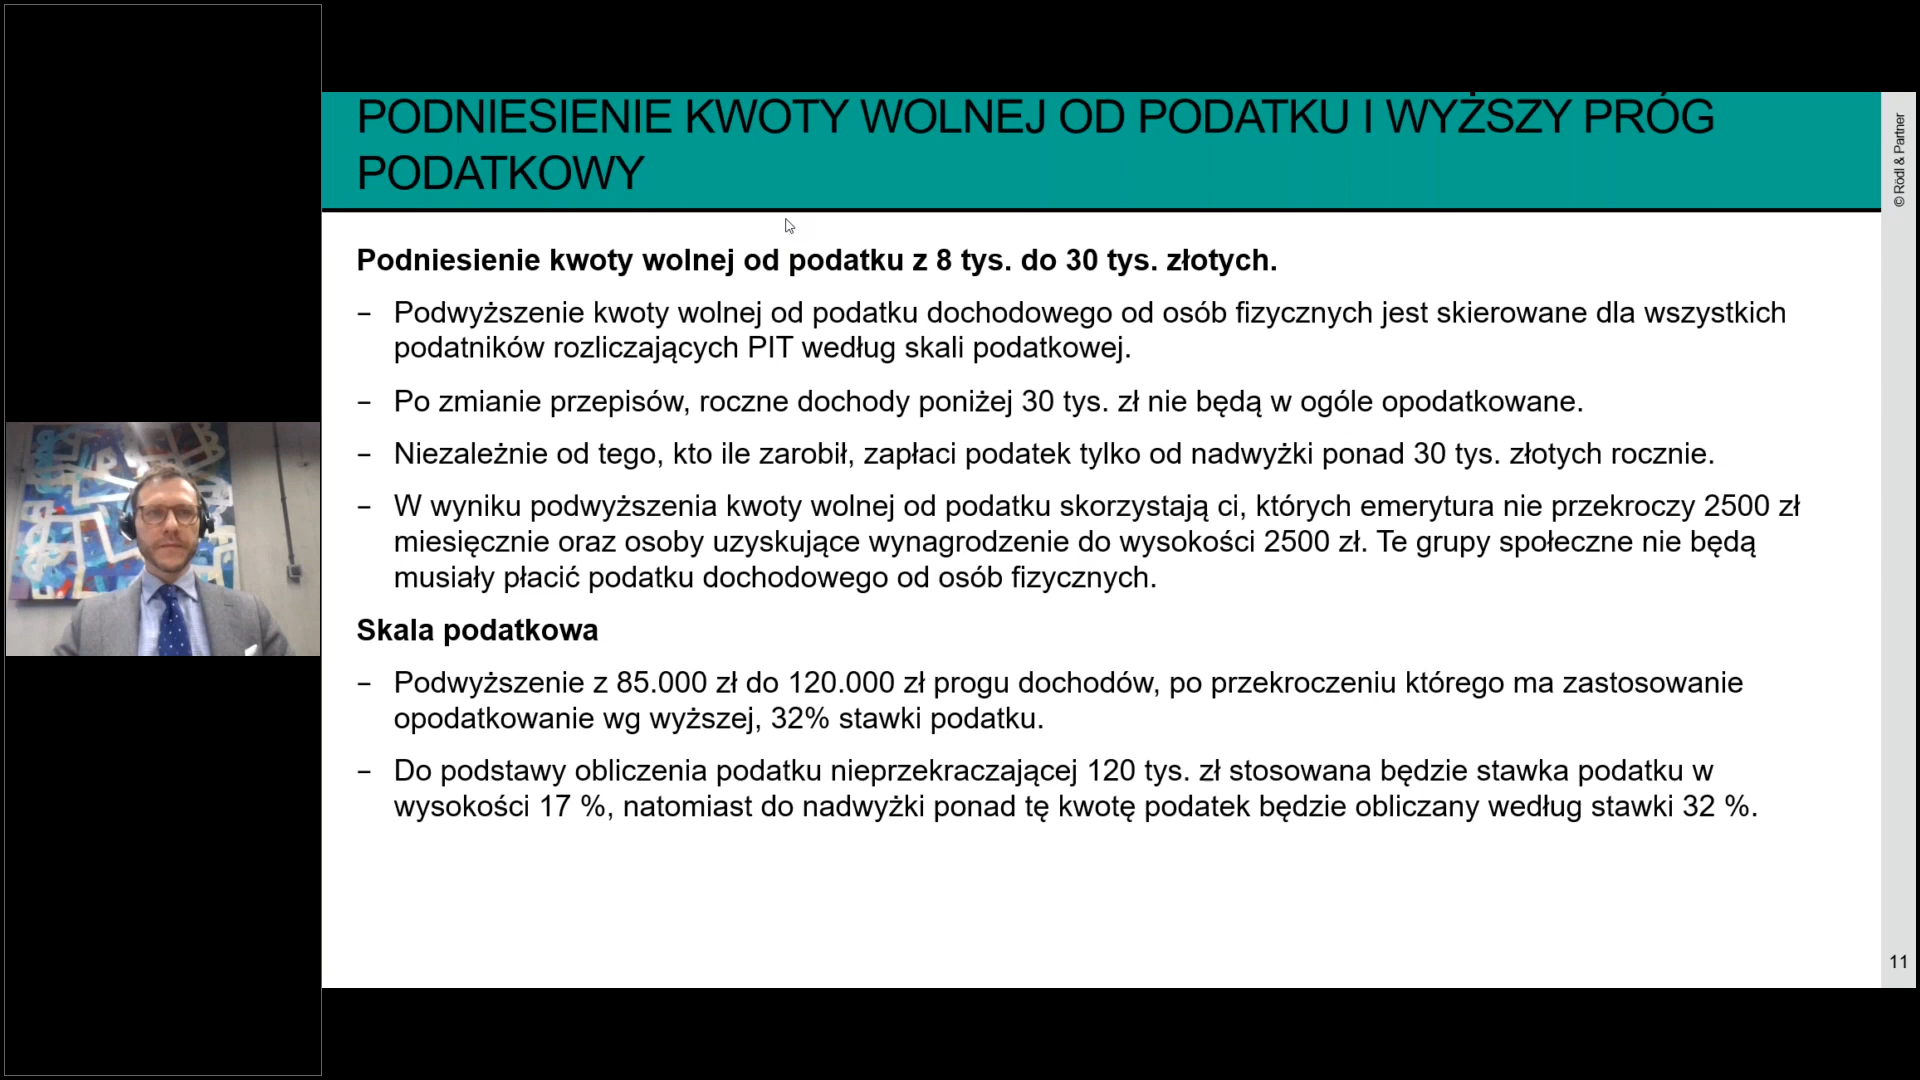 PODNIESIENIE KWOTY WOLNEJ OD PODATKU I WYŻSZY PRÓG
PODATKOWY
© Rödl & Partner
Podniesienie kwoty wolnej od podatku z 8 tys. do 30 tys. złotych.
– Podwyższenie kwoty wolnej od podatku dochodowego od osób fizycznych jest skierowane dla wszystkich
podatników rozliczających PIT według skali podatkowej.
– Po zmianie przepisów, roczne dochody poniżej 30 tys. zł nie będą w ogóle opodatkowane.
– Niezależnie od tego, kto ile zarobił, zapłaci podatek tylko od nadwyżki ponad 30 tys. złotych rocznie.
– W wyniku podwyższenia kwoty wolnej od podatku skorzystają ci, których emerytura nie przekroczy 2500 zł
miesięcznie oraz osoby uzyskujące wynagrodzenie do wysokości 2500 zł. Te grupy społeczne nie będą
musiały płacić podatku dochodowego od osób fizycznych.
Skala podatkowa
– Podwyższenie z 85.000 zł do 120.000 zł progu dochodów, po przekroczeniu którego ma zastosowanie
opodatkowanie wg wyższej, 32% stawki podatku.
– Do podstawy obliczenia podatku nieprzekraczającej 120 tys. zł stosowana będzie stawka podatku w
wysokości 17 %, natomiast do nadwyżki ponad tę kwotę podatek będzie obliczany według stawki 32 %.
11